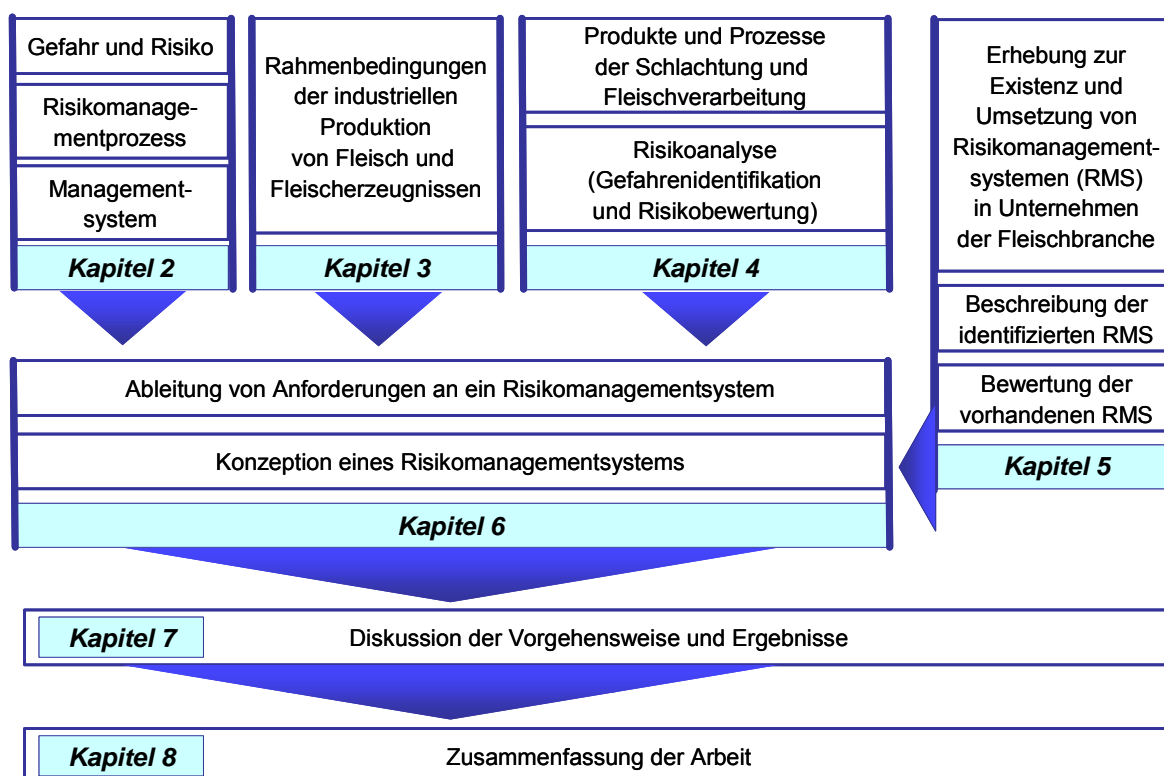 Gefahr und Risiko
Risikomanage-
mentprozess
Management-
system
Kapitel 2
Rahmenbedingungen
der industriellen
Produktion
von Fleisch und
Fleischerzeugnissen
Kapitel 3
Produkte und Prozesse
der Schlachtung und
Fleischverarbeitung
Risikoanalyse
(Gefahrenidentifikation
und Risikobewertung)
Kapitel 4
Erhebung zur
Existenz und
Umsetzung von
Risikomanagement-
systemen (RMS)
in Unternehmen
der Fleischbranche
Beschreibung der
identifizierten RMS
Bewertung der
vorhandenen RMS
Kapitel 5
Ableitung von Anforderungen an ein Risikomanagementsystem
Konzeption eines Risikomanagementsystems
Kapitel 6
Kapitel 7 Diskussion der Vorgehensweise und Ergebnisse
Kapitel 8 Zusammenfassung der Arbeit